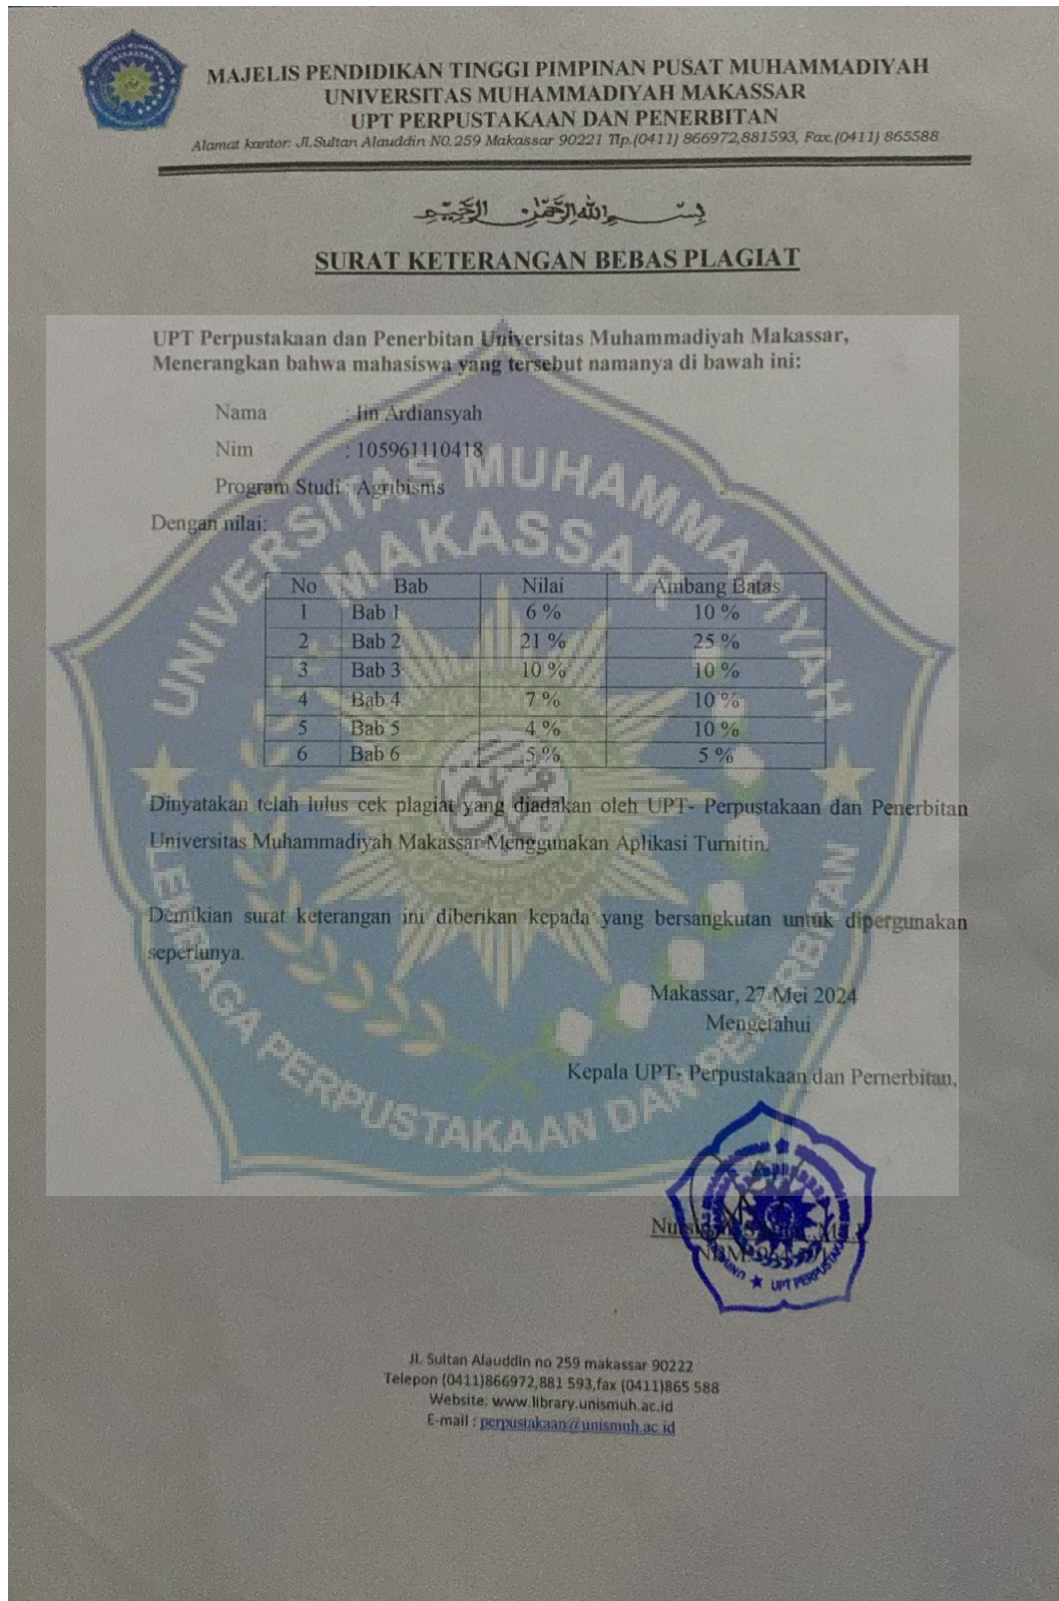 MAJELIS PENDIDIKAN TINGGI PIMPINAN PUSAT MUHAMMADIYAH
UNIVERSITAS MUHAMMADIYAH MAKASSAR
UPT PERPUSTAKAAN DAN PENERBITAN
Alamat kantor: Jl.Sultan Alauddin N0.259 Makassar 90221 Tlp.(0411) 866972,881593, Fax.(0411) 865588
بِسْــــمِ اللهِ الرَّحْمٰنِ الرَّحِيْمِ
SURAT KETERANGAN BEBAS PLAGIAT
UPT Perpustakaan dan Penerbitan Universitas Muhammadiyah Makassar,
Menerangkan bahwa mahasiswa yang tersebut namanya di bawah ini:
Nama : Iin Ardiansyah
Nim : 105961110418
Program Studi : Agribisnis
Dengan nilai:
No Bab Nilai Ambang Batas
1 Bab 1 6 % 10 %
2 Bab 2 21 % 25 %
3 Bab 3 10 % 10 %
4 Bab 4 7 % 10 %
5 Bab 5 4 % 10 %
6 Bab 6 5 % 5 %
Dinyatakan telah lulus cek plagiat yang diadakan oleh UPT- Perpustakaan dan Penerbitan
Universitas Muhammadiyah Makassar Menggunakan Aplikasi Turnitin.
Demikian surat keterangan ini diberikan kepada yang bersangkutan untuk dipergunakan
seperlunya.
Makassar, 27 Mei 2024
Mengetahui
Kepala UPT- Perpustakaan dan Pernerbitan,
NBM.
UPT PERPUSTAKAAN
UNIVERSITAS MUHAMMADIYAH
MAKASSAR
LEMBAGA PERPUSTAKAAN DAN PENERBITAN
Jl. Sultan Alauddin no 259 makassar 90222
Telepon (0411)866972,881 593,fax (0411)865 588
Website: www.library.unismuh.ac.id
E-mail : perpustakaan@unismuh.ac.id